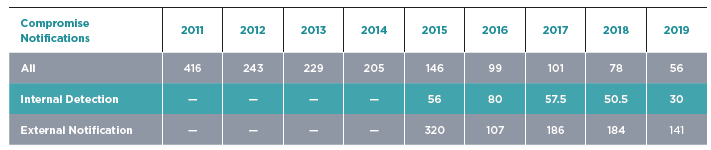 Compromise Notifications 2011 2012 2013 2014 2015 2016 2017 2018 2019
All 416 243 229 205 146 99 101 78 56
Internal Detection — — — — 56 80 57.5 50.5 30
External Notification — — — — 320 107 186 184 141